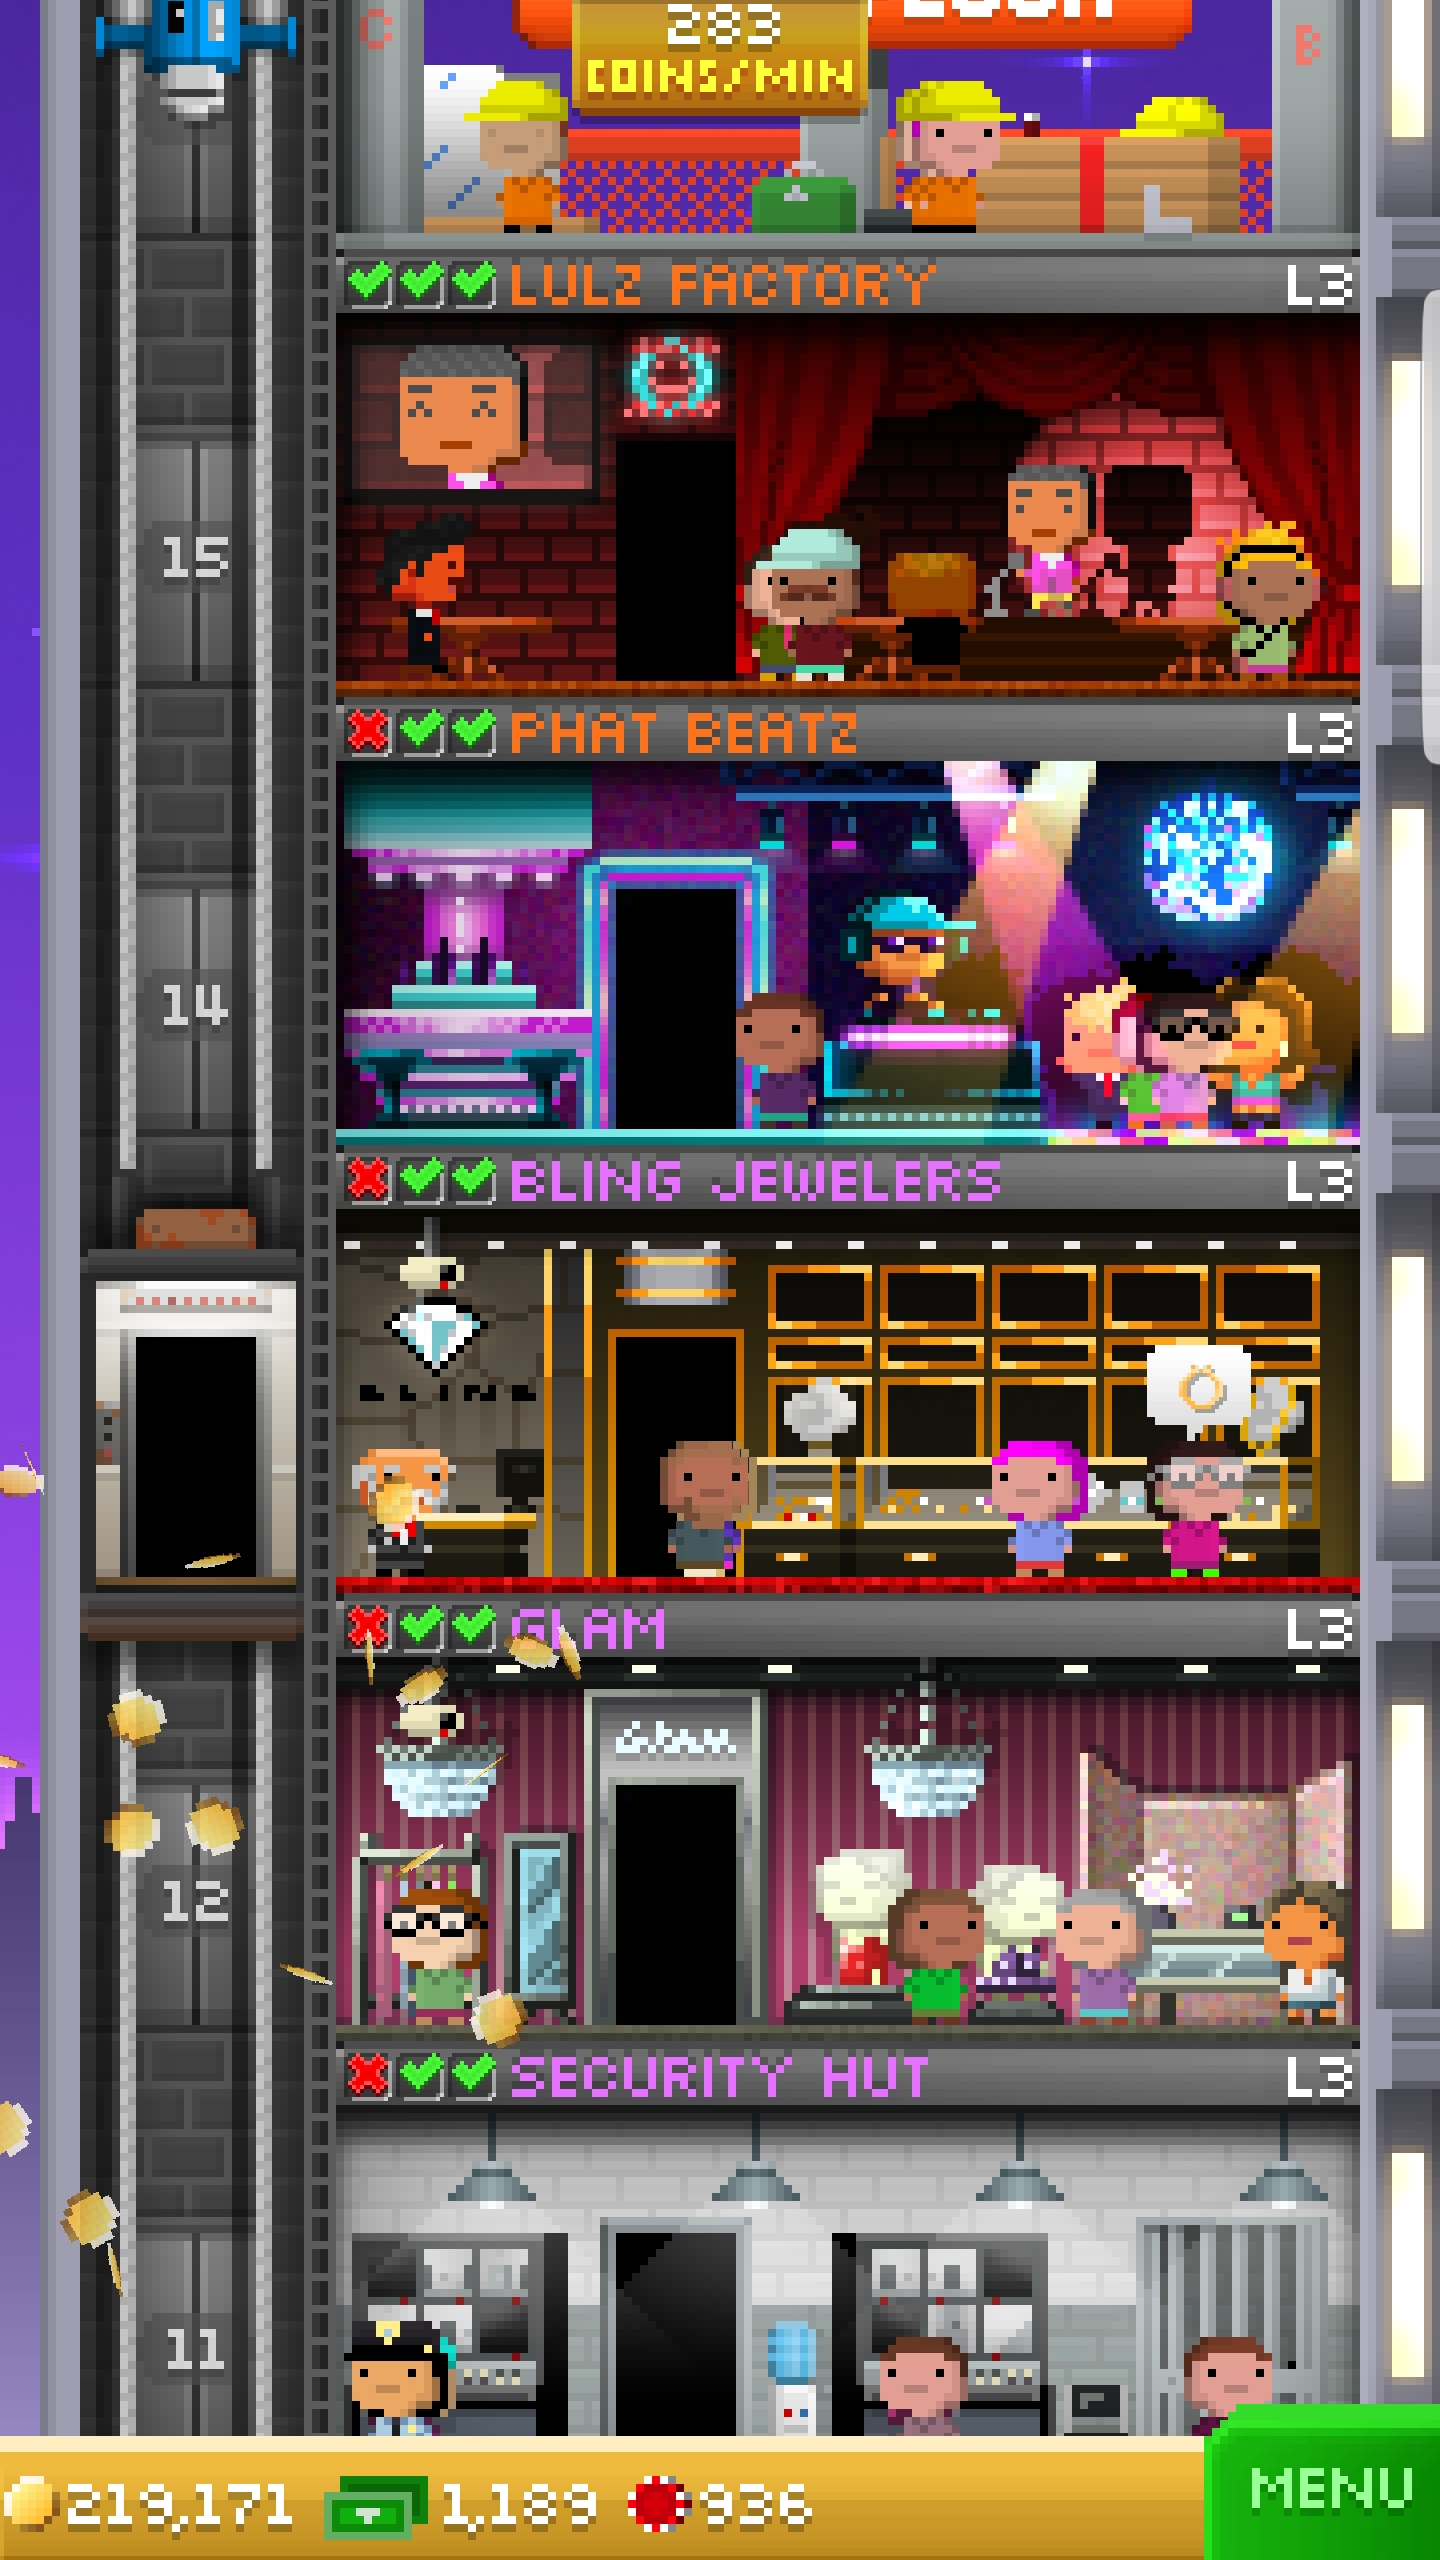 283
COINS/MIN
C
B
LULZ FACTORY L3
15
PHAT BEATZ L3
14
BLING JEWELERS L3
BLING
GLAM L3
Glam
12
SECURITY HUT L3
11
219,171 1,189 936
MENU